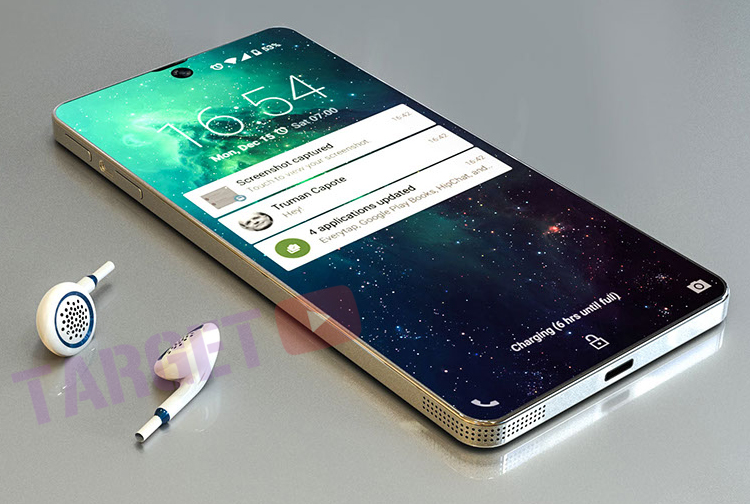 53%
16 54
Mon, Dec 15 Sat 07:00
Screenshot captured 16:42
Touch to view your screenshot.
Truman Capote 16:42
Hey!
4 applications updated 16:42
Everytap, Google Play Books, HipChat, and...
Charging (6 hrs until full)
TARGET